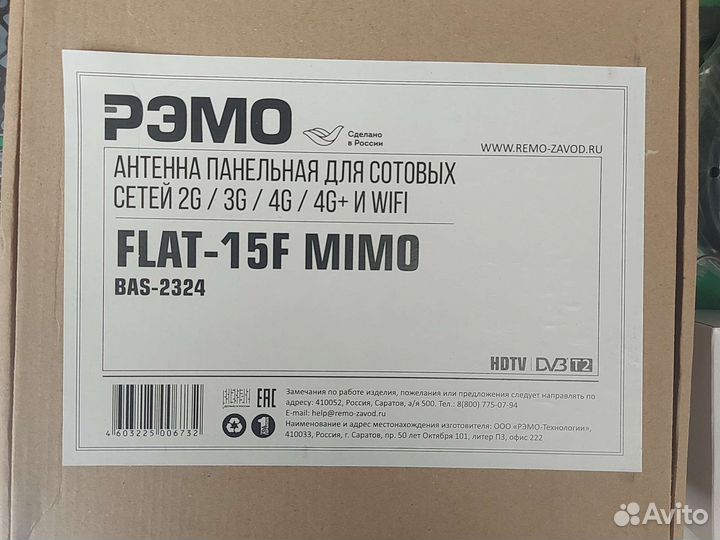 РЭМО
Сделано
в России
WWW.REMO-ZAVOD.RU
АНТЕННА ПАНЕЛЬНАЯ ДЛЯ СОТОВЫХ
СЕТЕЙ 2G / 3G / 4G / 4G+ И WIFI
FLAT-15F MIMO
BAS-2324
HDTV DVB T2
4 603225 006732
EAC
Замечания по работе изделия, пожелания или предложения следует направлять по
адресу: 410052, Россия, Саратов, а/я 500. Тел.: 8(800) 775-07-94
E-mail: help@remo-zavod.ru
Наименование и адрес местонахождения изготовителя: ООО «РЭМО-Технологии»,
410033, Россия, г. Саратов, пр. 50 лет Октября 101, литер П3, офис 222
Avito